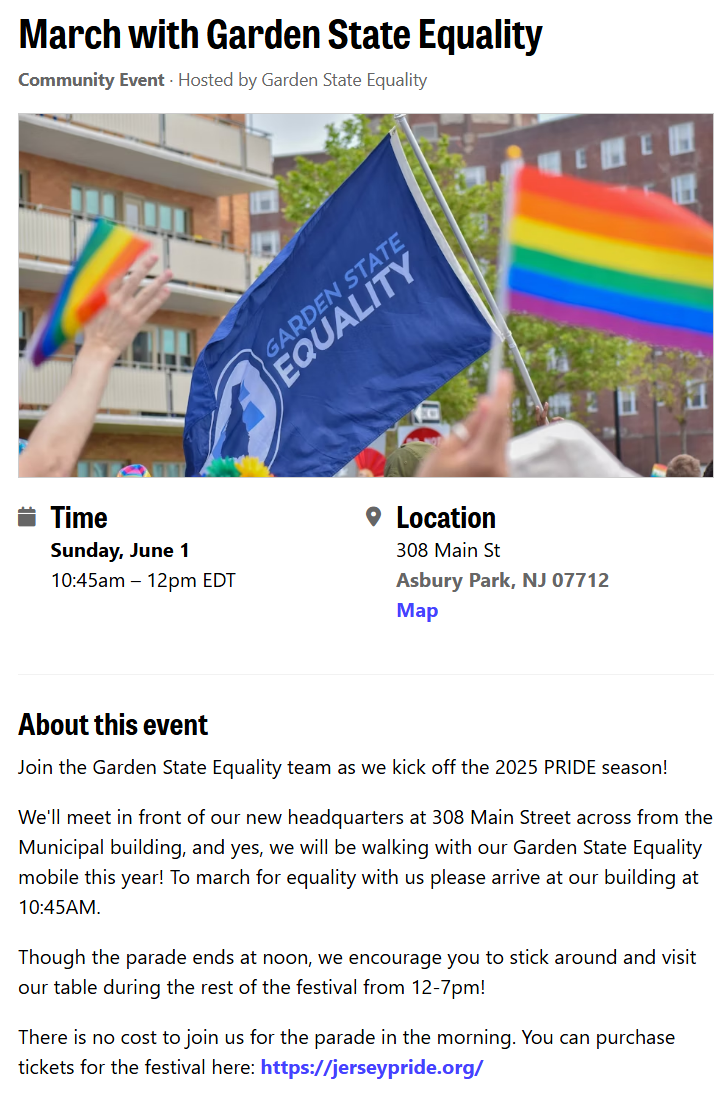 March with Garden State Equality
Community Event · Hosted by Garden State Equality
GARDEN STATE
EQUALITY
Time
Sunday, June 1
10:45am – 12pm EDT
Location
308 Main St
Asbury Park, NJ 07712
Map
About this event
Join the Garden State Equality team as we kick off the 2025 PRIDE season!
We'll meet in front of our new headquarters at 308 Main Street across from the
Municipal building, and yes, we will be walking with our Garden State Equality
mobile this year! To march for equality with us please arrive at our building at
10:45AM.
Though the parade ends at noon, we encourage you to stick around and visit
our table during the rest of the festival from 12-7pm!
There is no cost to join us for the parade in the morning. You can purchase
tickets for the festival here: https://jerseypride.org/